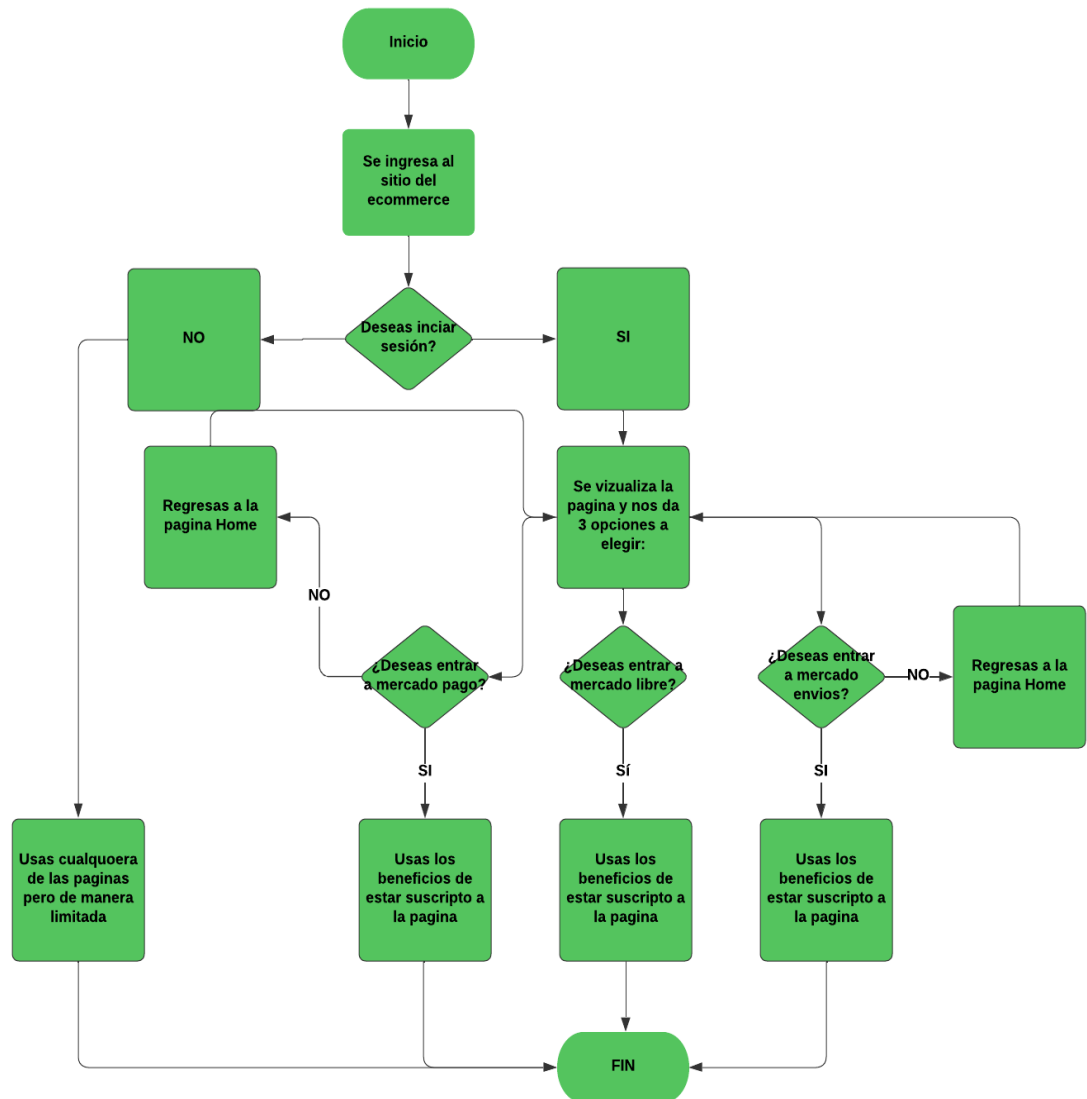 Inicio
Se ingresa al
sitio del
ecommerce
NO
Deseas inciar
sesión?
SI
Regresas a la
pagina Home
Se vizualiza la
pagina y nos da
3 opciones a
elegir:
NO
¿Deseas entrar
a mercado pago?
¿Deseas entrar a
mercado libre?
¿Deseas entrar
a mercado
envios?
NO
Regresas a la
pagina Home
SI
Sí
SI
Usas cualquoera
de las paginas
pero de manera
limitada
Usas los
beneficios de
estar suscripto a
la pagina
Usas los
beneficios de
estar suscripto a
la pagina
Usas los
beneficios de
estar suscripto a
la pagina
FIN